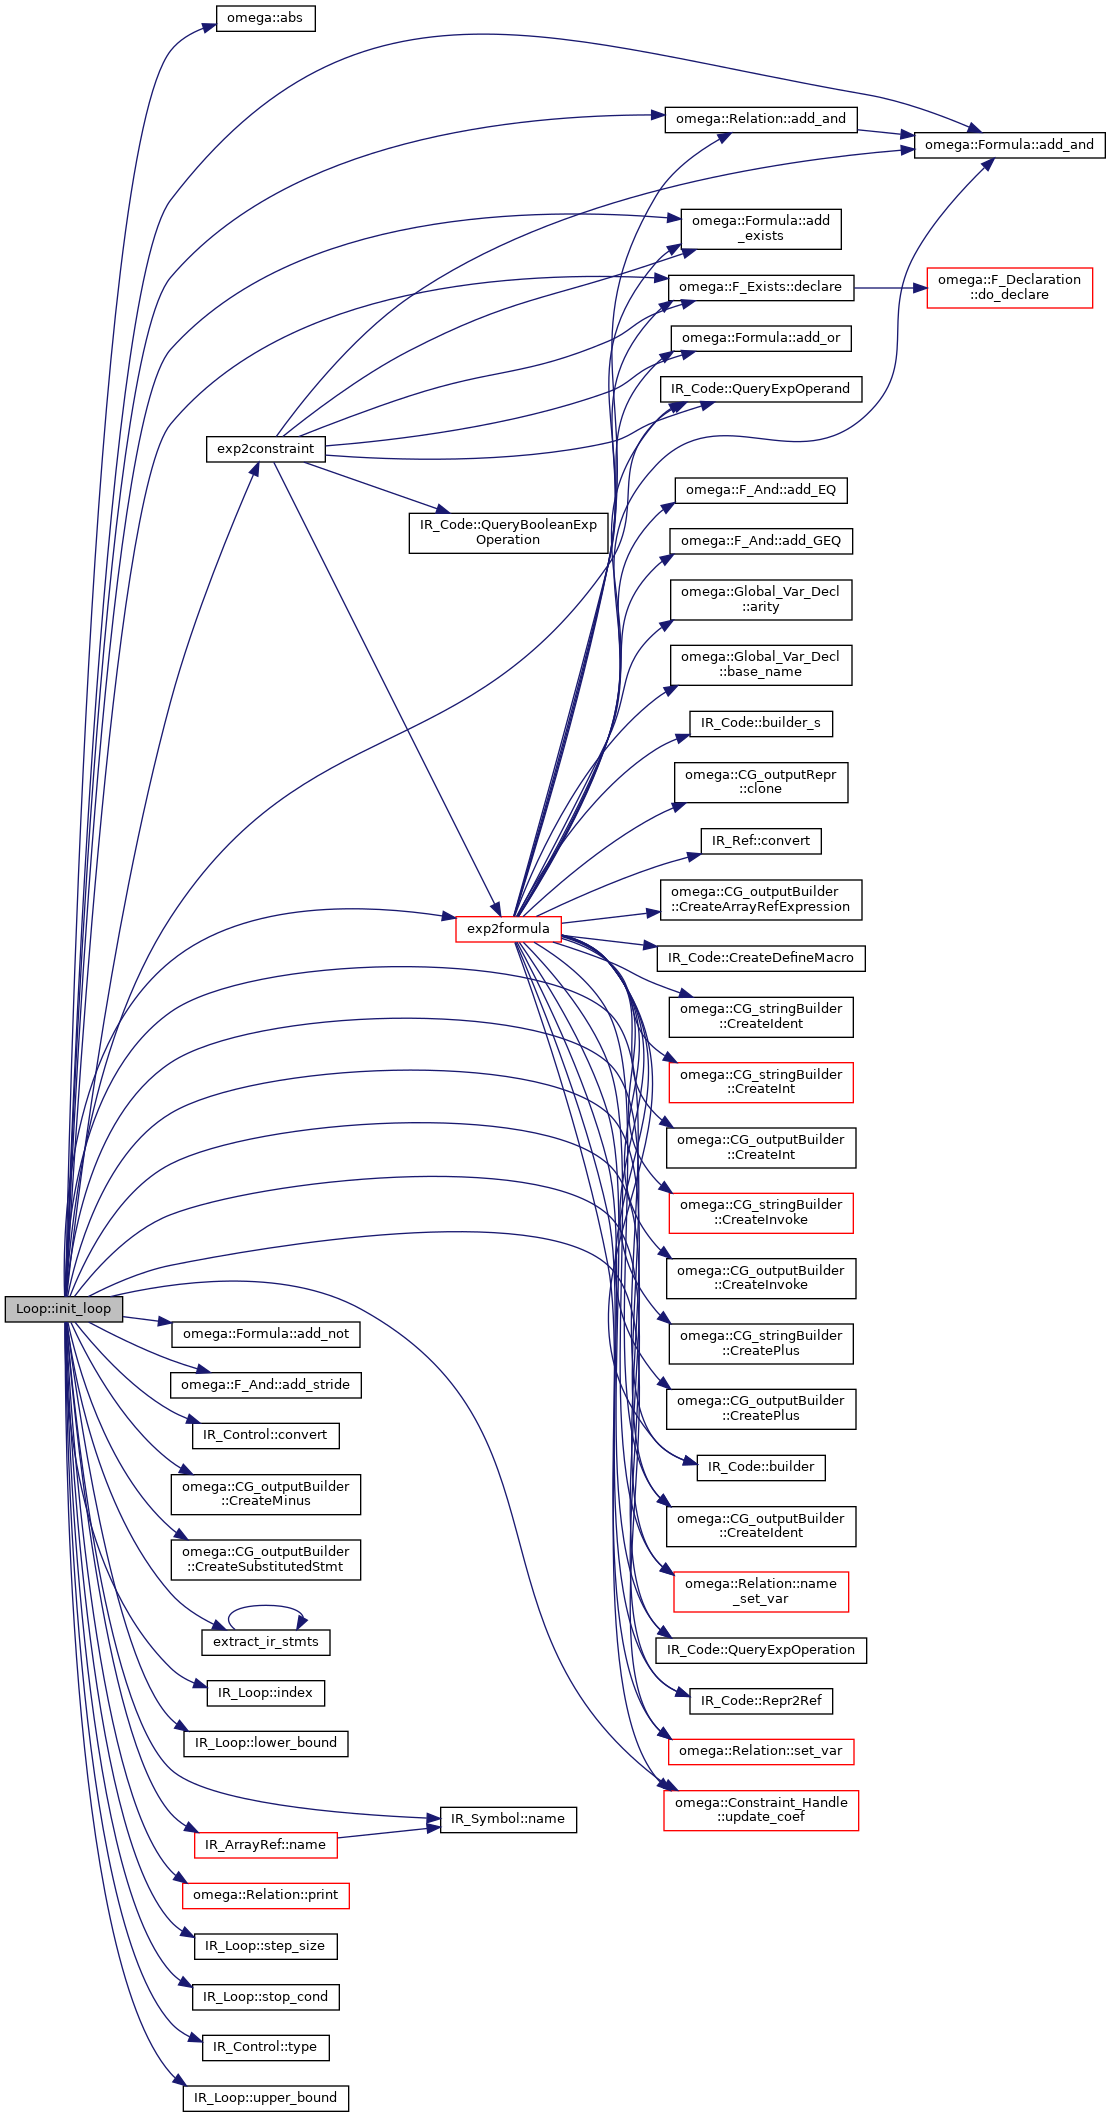 omega::abs
omega::Relation::add_and
omega::Formula::add_and
omega::Formula::add
_exists
omega::F_Exists::declare
omega::F_Declaration
::do_declare
omega::Formula::add_or
IR_Code::QueryExpOperand
exp2constraint
omega::F_And::add_EQ
IR_Code::QueryBooleanExp
Operation
omega::F_And::add_GEQ
omega::Global_Var_Decl
::arity
omega::Global_Var_Decl
::base_name
IR_Code::builder_s
omega::CG_outputRepr
::clone
IR_Ref::convert
omega::CG_outputBuilder
::CreateArrayRefExpression
exp2formula
IR_Code::CreateDefineMacro
omega::CG_stringBuilder
::CreateIdent
omega::CG_stringBuilder
::CreateInt
omega::CG_outputBuilder
::CreateInt
omega::CG_stringBuilder
::CreateInvoke
omega::CG_outputBuilder
::CreateInvoke
Loop::init_loop
omega::Formula::add_not
omega::CG_stringBuilder
::CreatePlus
omega::F_And::add_stride
omega::CG_outputBuilder
::CreatePlus
IR_Control::convert
IR_Code::builder
omega::CG_outputBuilder
::CreateMinus
omega::CG_outputBuilder
::CreateIdent
omega::CG_outputBuilder
::CreateSubstitutedStmt
omega::Relation::name
_set_var
extract_ir_stmts
IR_Code::QueryExpOperation
IR_Loop::index
IR_Code::Repr2Ref
IR_Loop::lower_bound
omega::Relation::set_var
omega::Constraint_Handle
::update_coef
IR_Symbol::name
IR_ArrayRef::name
omega::Relation::print
IR_Loop::step_size
IR_Loop::stop_cond
IR_Control::type
IR_Loop::upper_bound